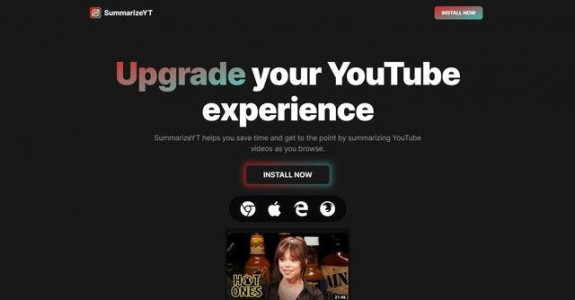 SummarizeYT
INSTALL NOW
Upgrade your YouTube
experience
SummarizeYT helps you save time and get to the point by summarizing YouTube
videos as you browse.
INSTALL NOW
HOT
ONES
21:46